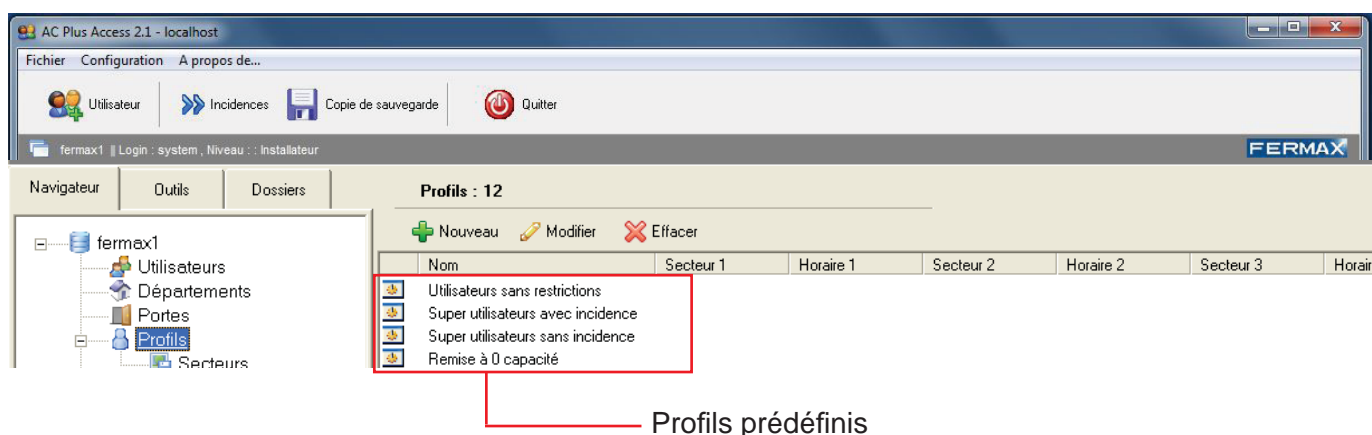 AC Plus Access 2.1 - localhost
Fichier Configuration A propos de...
Utilisateur Incidences Copie de sauvegarde Quitter
fermax1 || Login : system , Niveau : : Installateur FERMAX
Navigateur Outils Dossiers Profils : 12
Nouveau Modifier Effacer
fermax1
Nom Secteur 1 Horaire 1 Secteur 2 Horaire 2 Secteur 3 Horair
Utilisateurs
Départements
Portes
Profils
Secteurs
Utilisateurs sans restrictions
Super utilisateurs avec incidence
Super utilisateurs sans incidence
Remise à 0 capacité
Profils prédéfinis